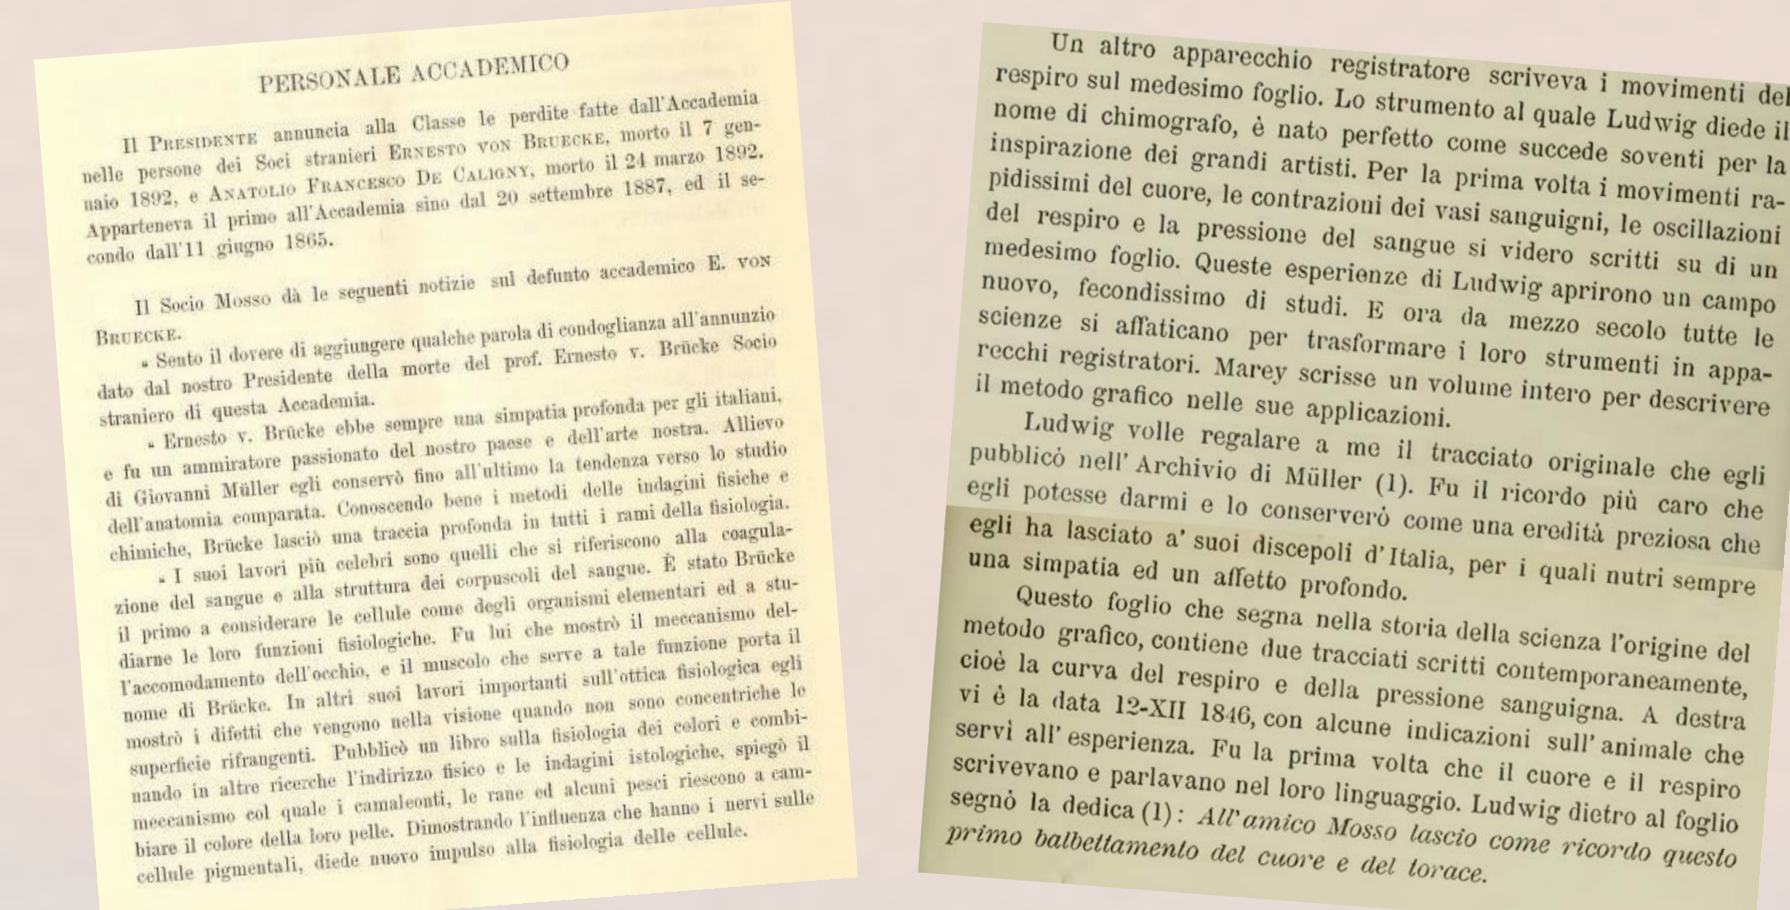 PERSONALE ACCADEMICO
Il PRESIDENTE annuncia alla Classe le perdite fatte dall'Accademia
nelle persone dei Soci stranieri ERNESTO VON BRUECKE, morto il 7 gen-
naio 1892, e ANATOLIO FRANCESCO DE CALIGNY, morto il 24 marzo 1892.
Apparteneva il primo all'Accademia sino dal 20 settembre 1887, ed il se-
condo dall'11 giugno 1865.
Il Socio Mosso dà le seguenti notizie sul defunto accademico E. VON
BRUECKE.
“ Sento il dovere di aggiungere qualche parola di condoglianza all'annunzio
dato dal nostro Presidente della morte del prof. Ernesto v. Brücke Socio
straniero di questa Accademia.
“ Ernesto v. Brücke ebbe sempre una simpatia profonda per gli italiani,
e fu un ammiratore passionato del nostro paese e dell'arte nostra. Allievo
di Giovanni Müller egli conservò fino all'ultimo la tendenza verso lo studio
dell'anatomia comparata. Conoscendo bene i metodi delle indagini fisiche e
chimiche, Brücke lasciò una traccia profonda in tutti i rami della fisiologia.
“ I suoi lavori più celebri sono quelli che si riferiscono alla coagula-
zione del sangue e alla struttura dei corpuscoli del sangue. È stato Brücke
il primo a considerare le cellule come degli organismi elementari ed a stu-
diarne le loro funzioni fisiologiche. Fu lui che mostrò il meccanismo del-
l'accomodamento dell'occhio, e il muscolo che serve a tale funzione porta il
nome di Brücke. In altri suoi lavori importanti sull'ottica fisiologica egli
mostrò i difetti che vengono nella visione quando non sono concentriche le
superficie rifrangenti. Pubblicò un libro sulla fisiologia dei colori e combi-
nando in altre ricerche l'indirizzo fisico e le indagini istologiche, spiegò il
meccanismo col quale i camaleonti, le rane ed alcuni pesci riescono a cam-
biare il colore della loro pelle. Dimostrando l'influenza che hanno i nervi sulle
cellule pigmentali, diede nuovo impulso alla fisiologia delle cellule.
Un altro apparecchio registratore scriveva i movimenti del
respiro sul medesimo foglio. Lo strumento al quale Ludwig diede il
nome di chimografo, è nato perfetto come succede soventi per la
inspirazione dei grandi artisti. Per la prima volta i movimenti ra-
pidissimi del cuore, le contrazioni dei vasi sanguigni, le oscillazioni
del respiro e la pressione del sangue si videro scritti su di un
medesimo foglio. Queste esperienze di Ludwig aprirono un campo
nuovo, fecondissimo di studi. E ora da mezzo secolo tutte le
scienze si affaticano per trasformare i loro strumenti in appa-
recchi registratori. Marey scrisse un volume intero per descrivere
il metodo grafico nelle sue applicazioni.
Ludwig volle regalare a me il tracciato originale che egli
pubblicò nell' Archivio di Müller (1). Fu il ricordo più caro che
egli potesse darmi e lo conserverò come una eredità preziosa che
egli ha lasciato a' suoi discepoli d'Italia, per i quali nutrì sempre
una simpatia ed un affetto profondo.
Questo foglio che segna nella storia della scienza l'origine del
metodo grafico, contiene due tracciati scritti contemporaneamente,
cioè la curva del respiro e della pressione sanguigna. A destra
vi è la data 12-XII 1846, con alcune indicazioni sull' animale che
servì all' esperienza. Fu la prima volta che il cuore e il respiro
scrivevano e parlavano nel loro linguaggio. Ludwig dietro al foglio
segnò la dedica (1): All'amico Mosso lascio come ricordo questo
primo balbettamento del cuore e del torace.